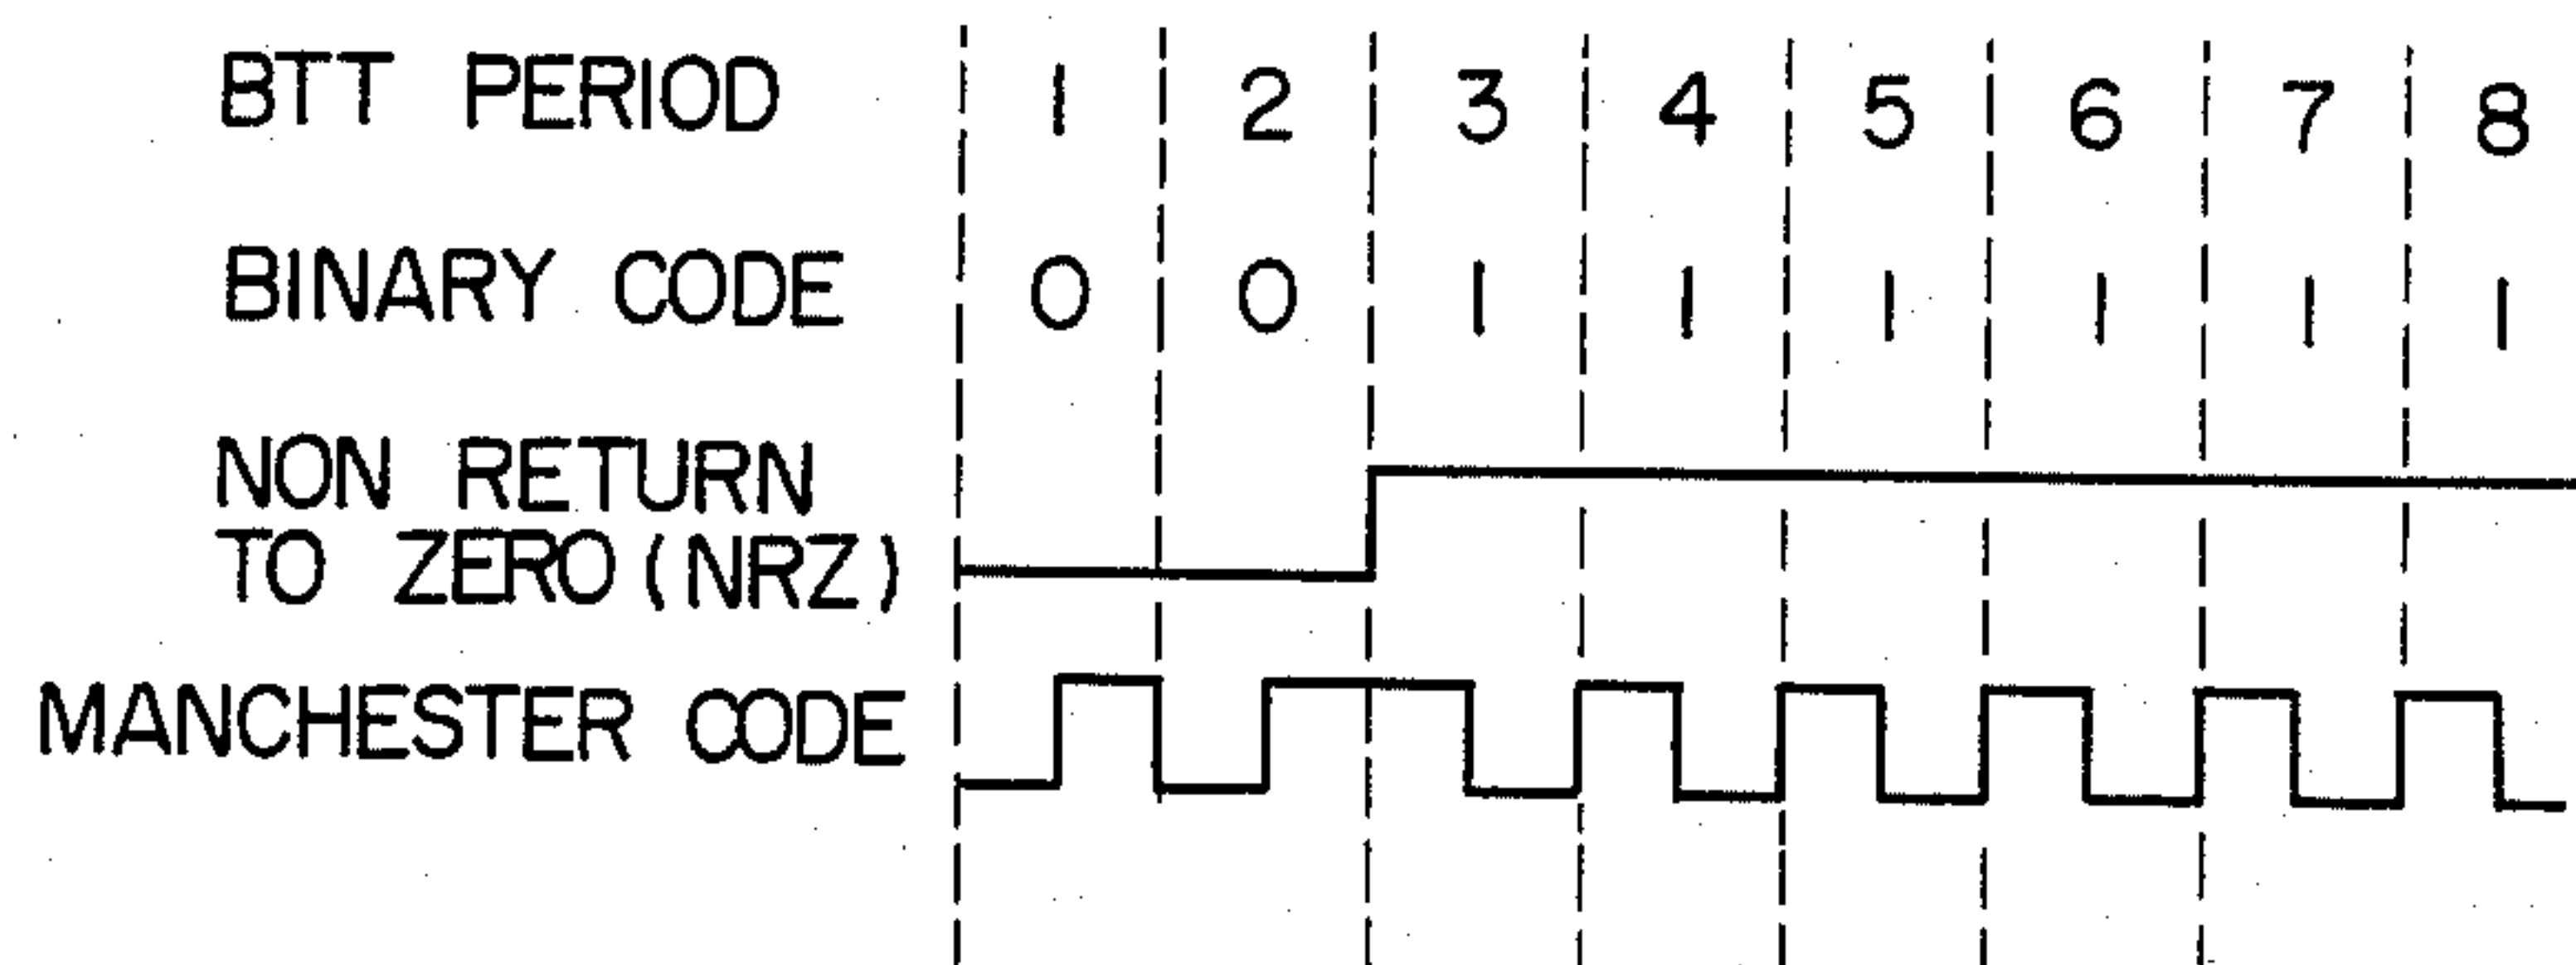 BTT PERIOD 1 2 3 4 5 6 7 8
BINARY CODE 0 0 1 1 1 1 1 1
NON RETURN
TO ZERO (NRZ)
MANCHESTER CODE